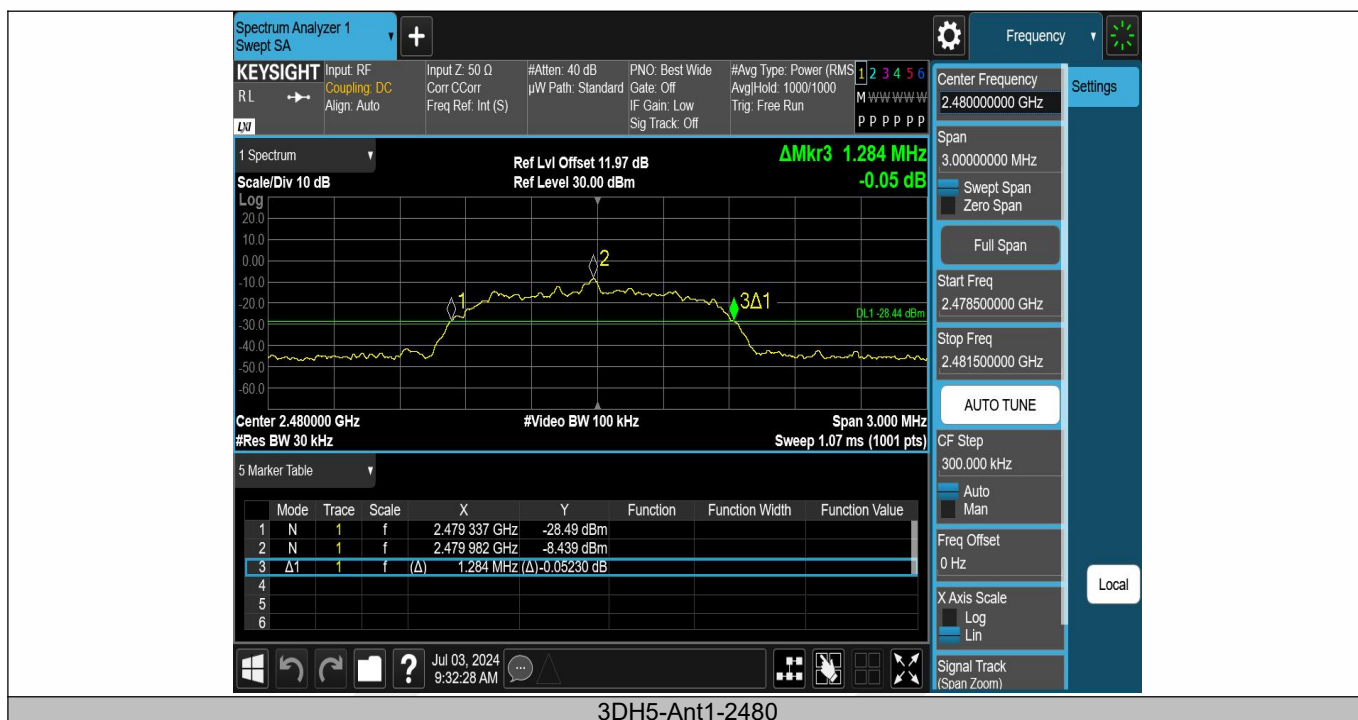 Spectrum Analyzer 1
Swept SA
+
Frequency
KEYSIGHT
RL
LXI
Input: RF
Coupling: DC
Align: Auto
Input Z: 50 Ω
Corr CCorr
Freq Ref: Int (S)
#Atten: 40 dB
µW Path: Standard
PNO: Best Wide
Gate: Off
IF Gain: Low
Sig Track: Off
#Avg Type: Power (RMS
Avg|Hold: 1000/1000
Trig: Free Run
1 2 3 4 5 6
M W W W W W
P P P P P P
1 Spectrum
Scale/Div 10 dB
Ref Lvl Offset 11.97 dB
Ref Level 30.00 dBm
ΔMkr3 1.284 MHz
-0.05 dB
Log
20.0
10.0
0.00
-10.0
-20.0
-30.0
-40.0
-50.0
-60.0
1
2
3Δ1
DL1 -28.44 dBm
Center 2.480000 GHz
#Video BW 100 kHz
Span 3.000 MHz
#Res BW 30 kHz
Sweep 1.07 ms (1001 pts)
5 Marker Table
Mode Trace Scale X Y Function Function Width Function Value
1 N 1 f 2.479 337 GHz -28.49 dBm
2 N 1 f 2.479 982 GHz -8.439 dBm
3 Δ1 1 f (Δ) 1.284 MHz (Δ) -0.05230 dB
4
5
6
Jul 03, 2024
9:32:28 AM
?
Center Frequency
2.480000000 GHz
Settings
Span
3.00000000 MHz
Swept Span
Zero Span
Full Span
Start Freq
2.478500000 GHz
Stop Freq
2.481500000 GHz
AUTO TUNE
CF Step
300.000 kHz
Auto
Man
Freq Offset
0 Hz
Local
X Axis Scale
Log
Lin
Signal Track
(Span Zoom)
3DH5-Ant1-2480